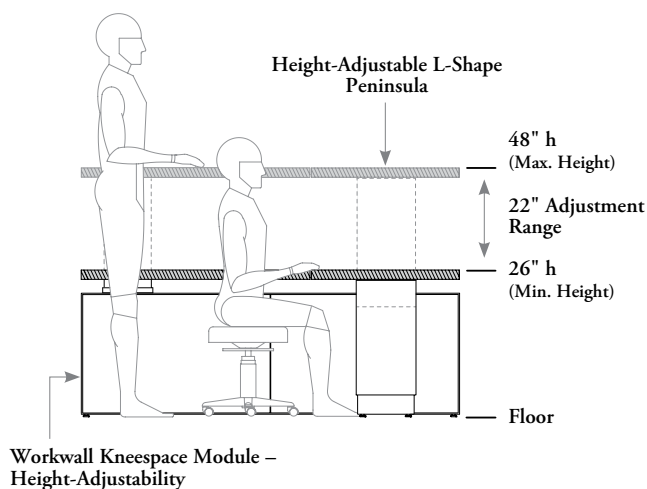 Height-Adjustable L-Shape
Peninsula
48" h
(Max. Height)
22" Adjustment
Range
26" h
(Min. Height)
Floor
Workwall Kneespace Module –
Height-Adjustability